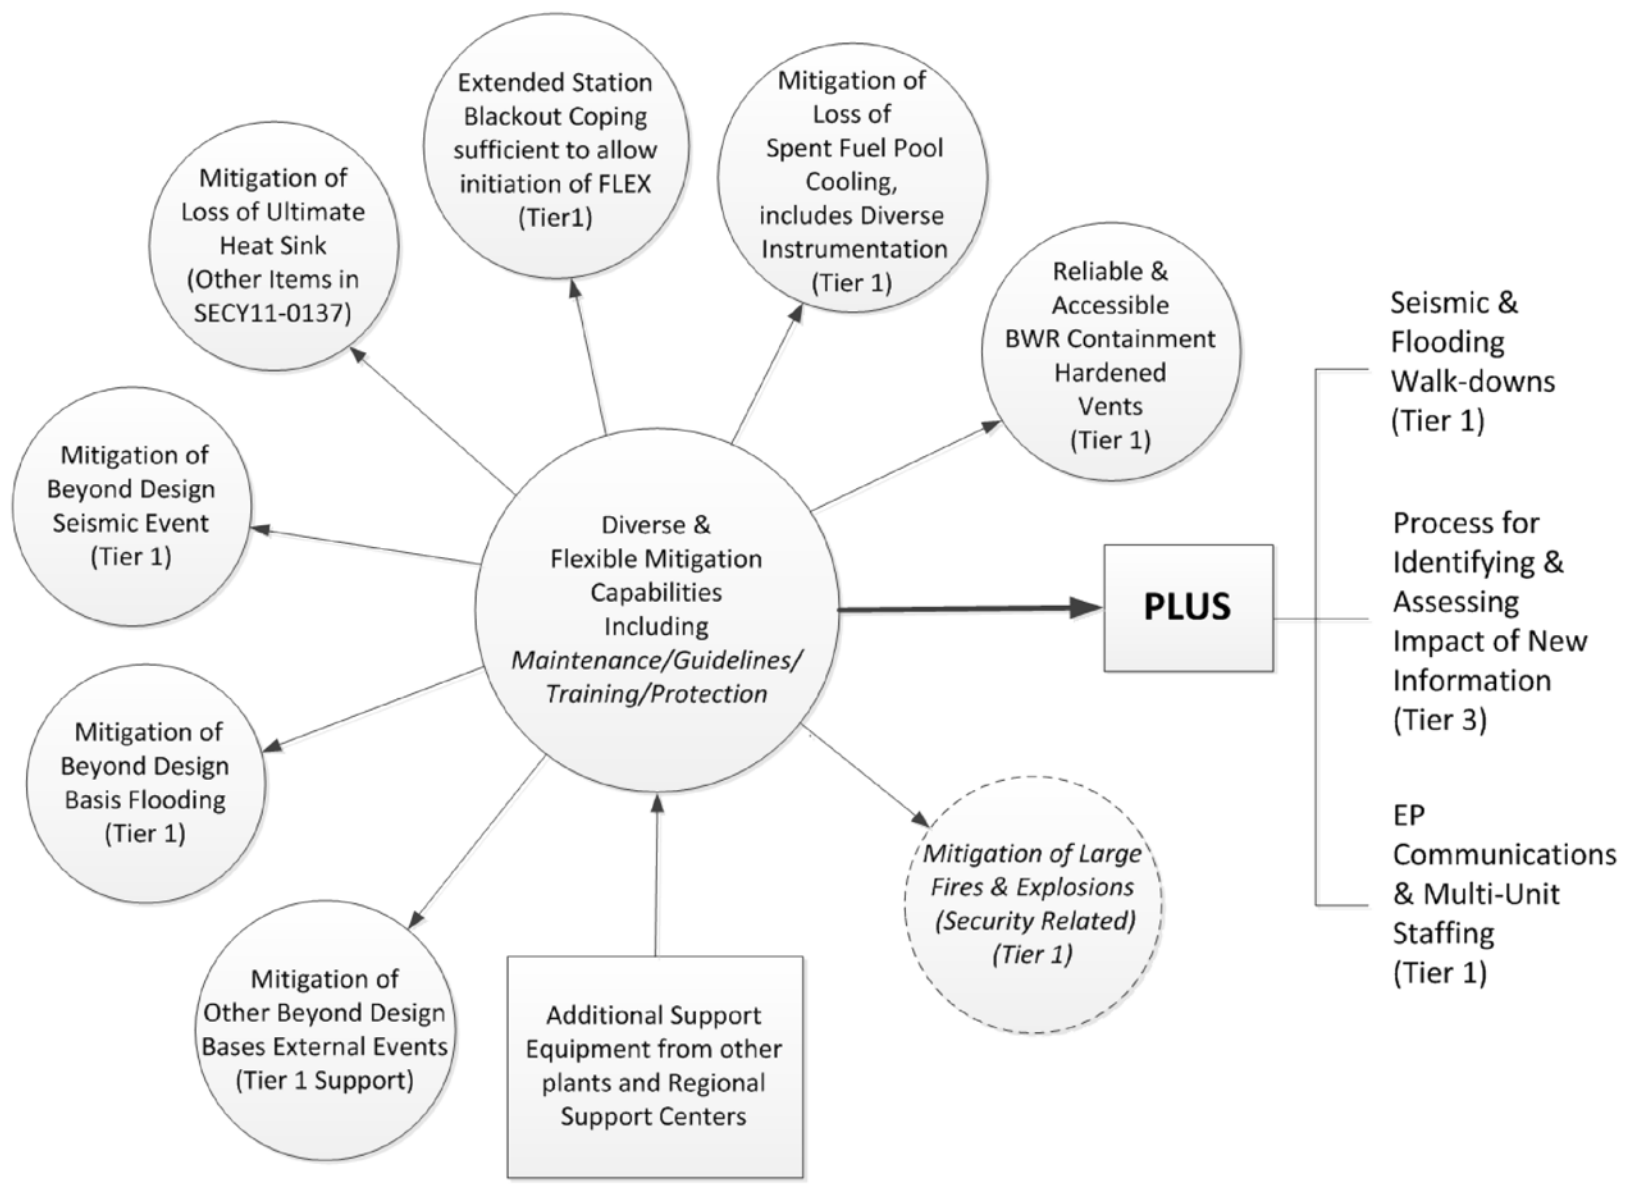 Extended Station
Blackout Coping
sufficient to allow
initiation of FLEX
(Tier1)
Mitigation of
Loss of
Spent Fuel Pool
Cooling,
includes Diverse
Instrumentation
(Tier 1)
Mitigation of
Loss of Ultimate
Heat Sink
(Other Items in
SECY11-0137)
Reliable &
Accessible
BWR Containment
Hardened
Vents
(Tier 1)
Seismic &
Flooding
Walk-downs
(Tier 1)
Mitigation of
Beyond Design
Seismic Event
(Tier 1)
Diverse &
Flexible Mitigation
Capabilities
Including
Maintenance/Guidelines/
Training/Protection
PLUS
Process for
Identifying &
Assessing
Impact of New
Information
(Tier 3)
Mitigation of
Beyond Design
Basis Flooding
(Tier 1)
EP
Communications
& Multi-Unit
Staffing
(Tier 1)
Mitigation of Large
Fires & Explosions
(Security Related)
(Tier 1)
Mitigation of
Other Beyond Design
Bases External Events
(Tier 1 Support)
Additional Support
Equipment from other
plants and Regional
Support Centers